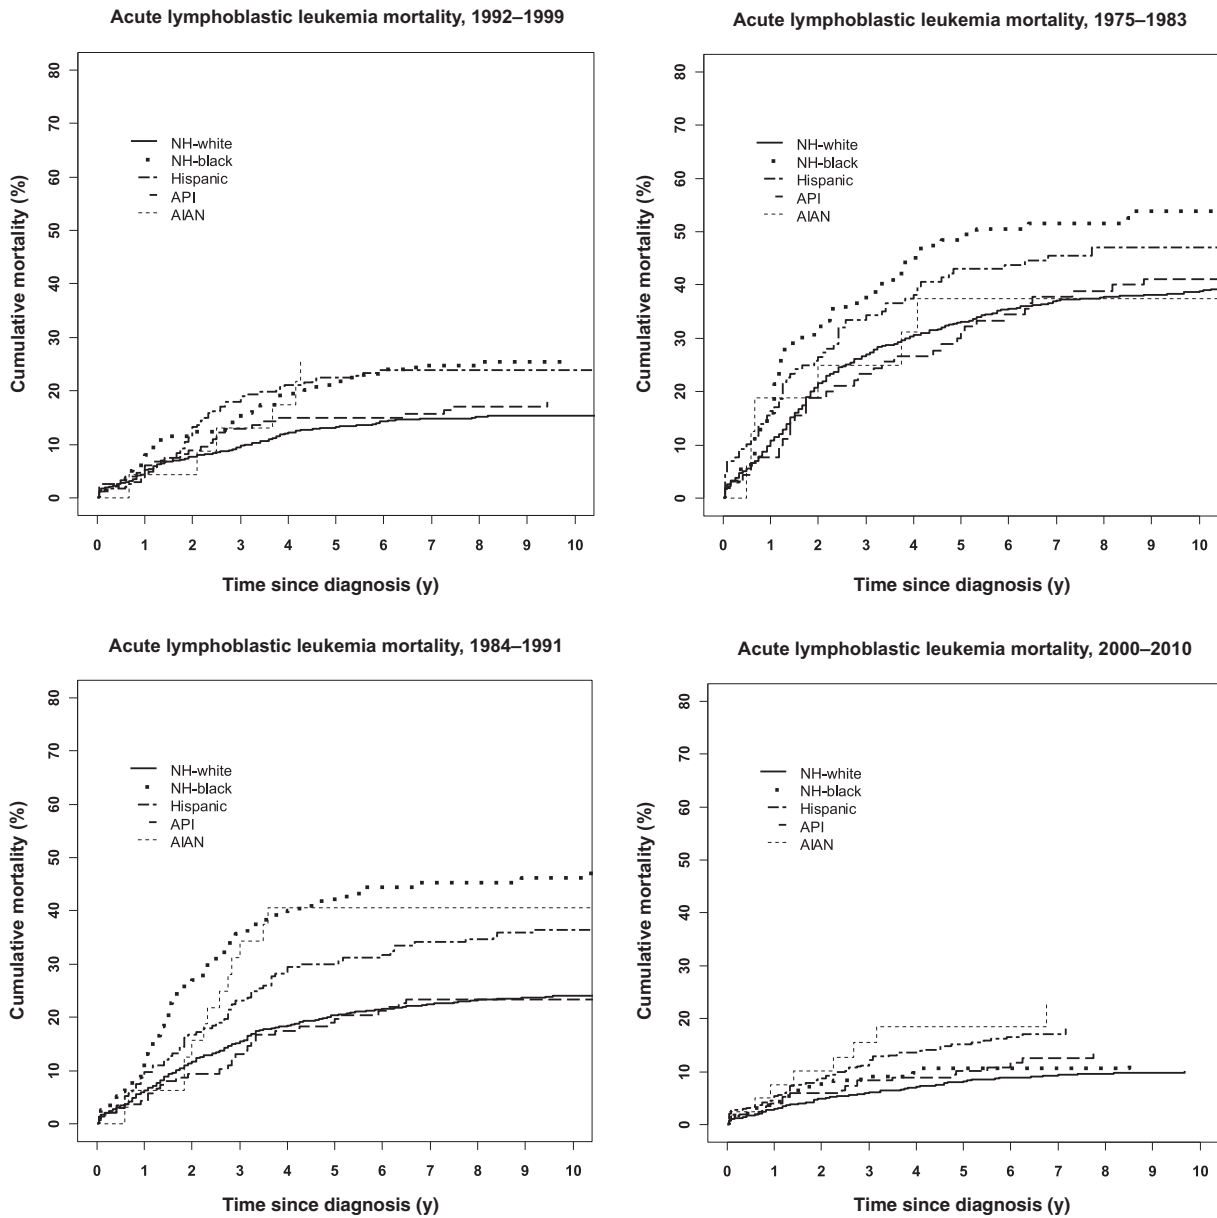 Acute lymphoblastic leukemia mortality, 1992–1999
Cumulative mortality (%)
80
70
60
50
40
30
20
10
0
NH-white
NH-black
Hispanic
API
AIAN
0 1 2 3 4 5 6 7 8 9 10
Time since diagnosis (y)
Acute lymphoblastic leukemia mortality, 1975–1983
Cumulative mortality (%)
80
70
60
50
40
30
20
10
0
NH-white
NH-black
Hispanic
API
AIAN
0 1 2 3 4 5 6 7 8 9 10
Time since diagnosis (y)
Acute lymphoblastic leukemia mortality, 1984–1991
Cumulative mortality (%)
80
70
60
50
40
30
20
10
0
NH-white
NH-black
Hispanic
API
AIAN
0 1 2 3 4 5 6 7 8 9 10
Time since diagnosis (y)
Acute lymphoblastic leukemia mortality, 2000–2010
Cumulative mortality (%)
80
70
60
50
40
30
20
10
0
NH-white
NH-black
Hispanic
API
AIAN
0 1 2 3 4 5 6 7 8 9 10
Time since diagnosis (y)